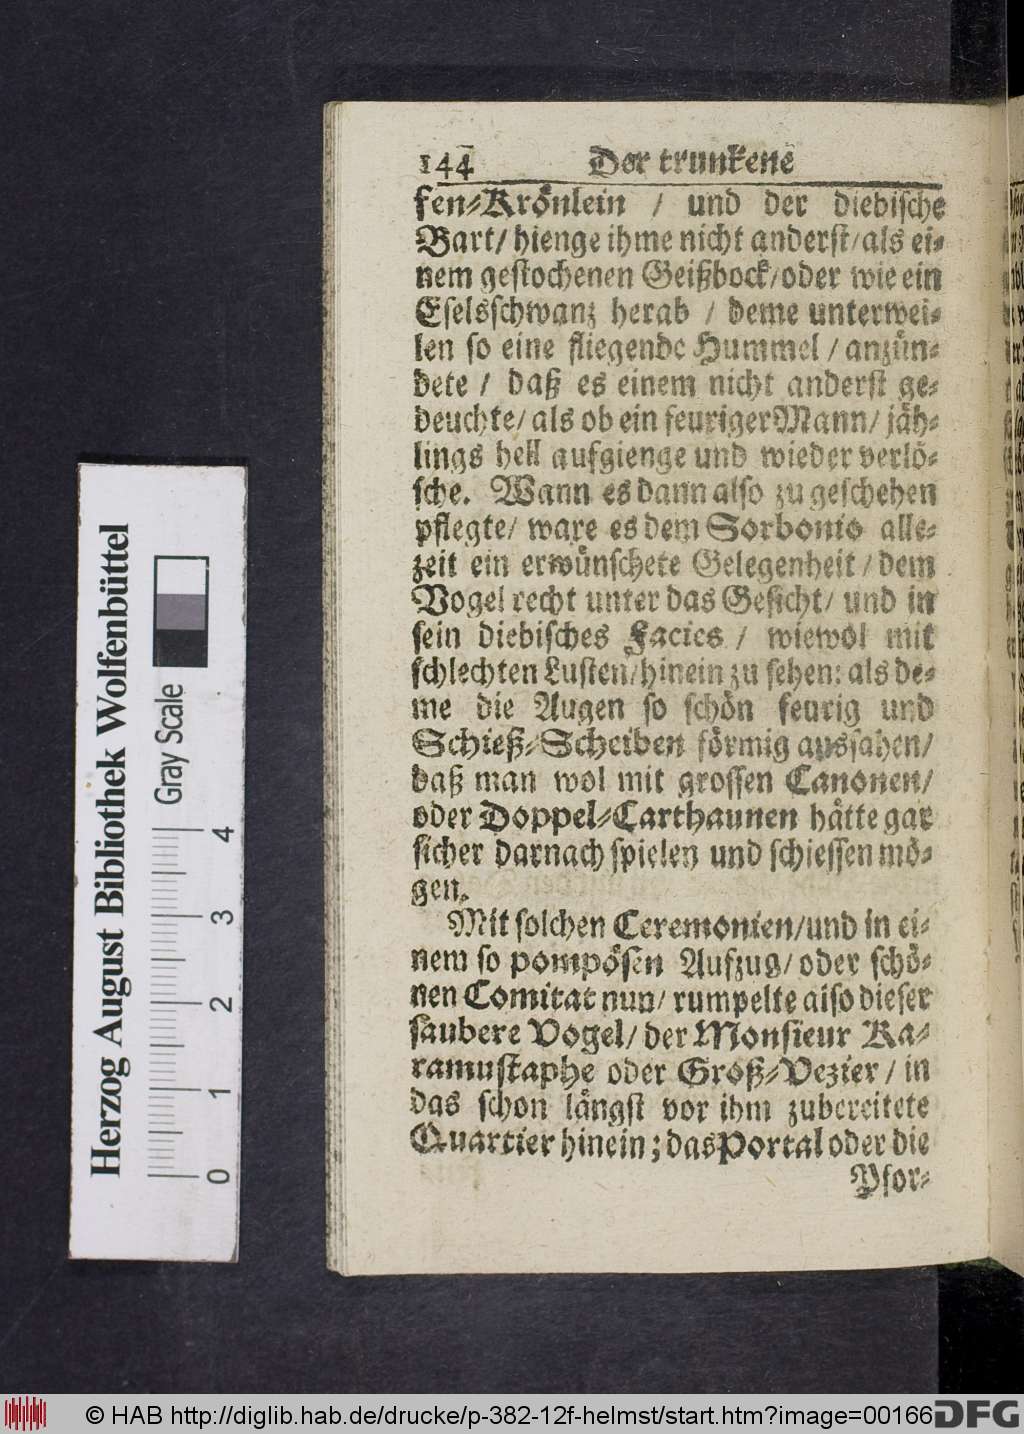 144 Der trunkene
fen-Krönlein / und der diebische
Bart / hienge ihme nicht anderst / als ei-
nem gestochenen Geißbock / oder wie ein
Eselsschwanz herab / deme unterwei-
len so eine fliegende Hummel / anzün-
dete / daß es einem nicht anderst ge-
deuchte / als ob ein feuriger Mann / jäh-
lings hell aufgienge und wieder verlö-
sche. Wann es dann also zu geschehen
pflegte / ware es dem Sorbonio alle-
zeit ein erwünschete Gelegenheit / dem
Vogel recht unter das Gesicht / und in
sein diebisches Facies / wiewol mit
schlechten Lusten / hinein zu sehen: als de-
me die Augen so schön feurig und
Schieß-Scheiben förmig aussahen /
daß man wol mit grossen Canonen /
oder Doppel-Carthaunen hätte gar
sicher darnach spielen und schiessen mö-
gen.
Mit solchen Ceremonien / und in ei-
nem so pompösen Aufzug / oder schö-
nen Comitat nun / rumpelte also dieser
saubere Vogel / der Monsieur Ka-
ramustaphe oder Groß-Vezier / in
das schon längst vor ihm zubereitete
Quartier hinein; das Portal oder die
Pfor-
Herzog August Bibliothek Wolfenbüttel
Gray Scale
0 1 2 3 4
© HAB http://diglib.hab.de/drucke/p-382-12f-helmst/start.htm?image=00166
DFG